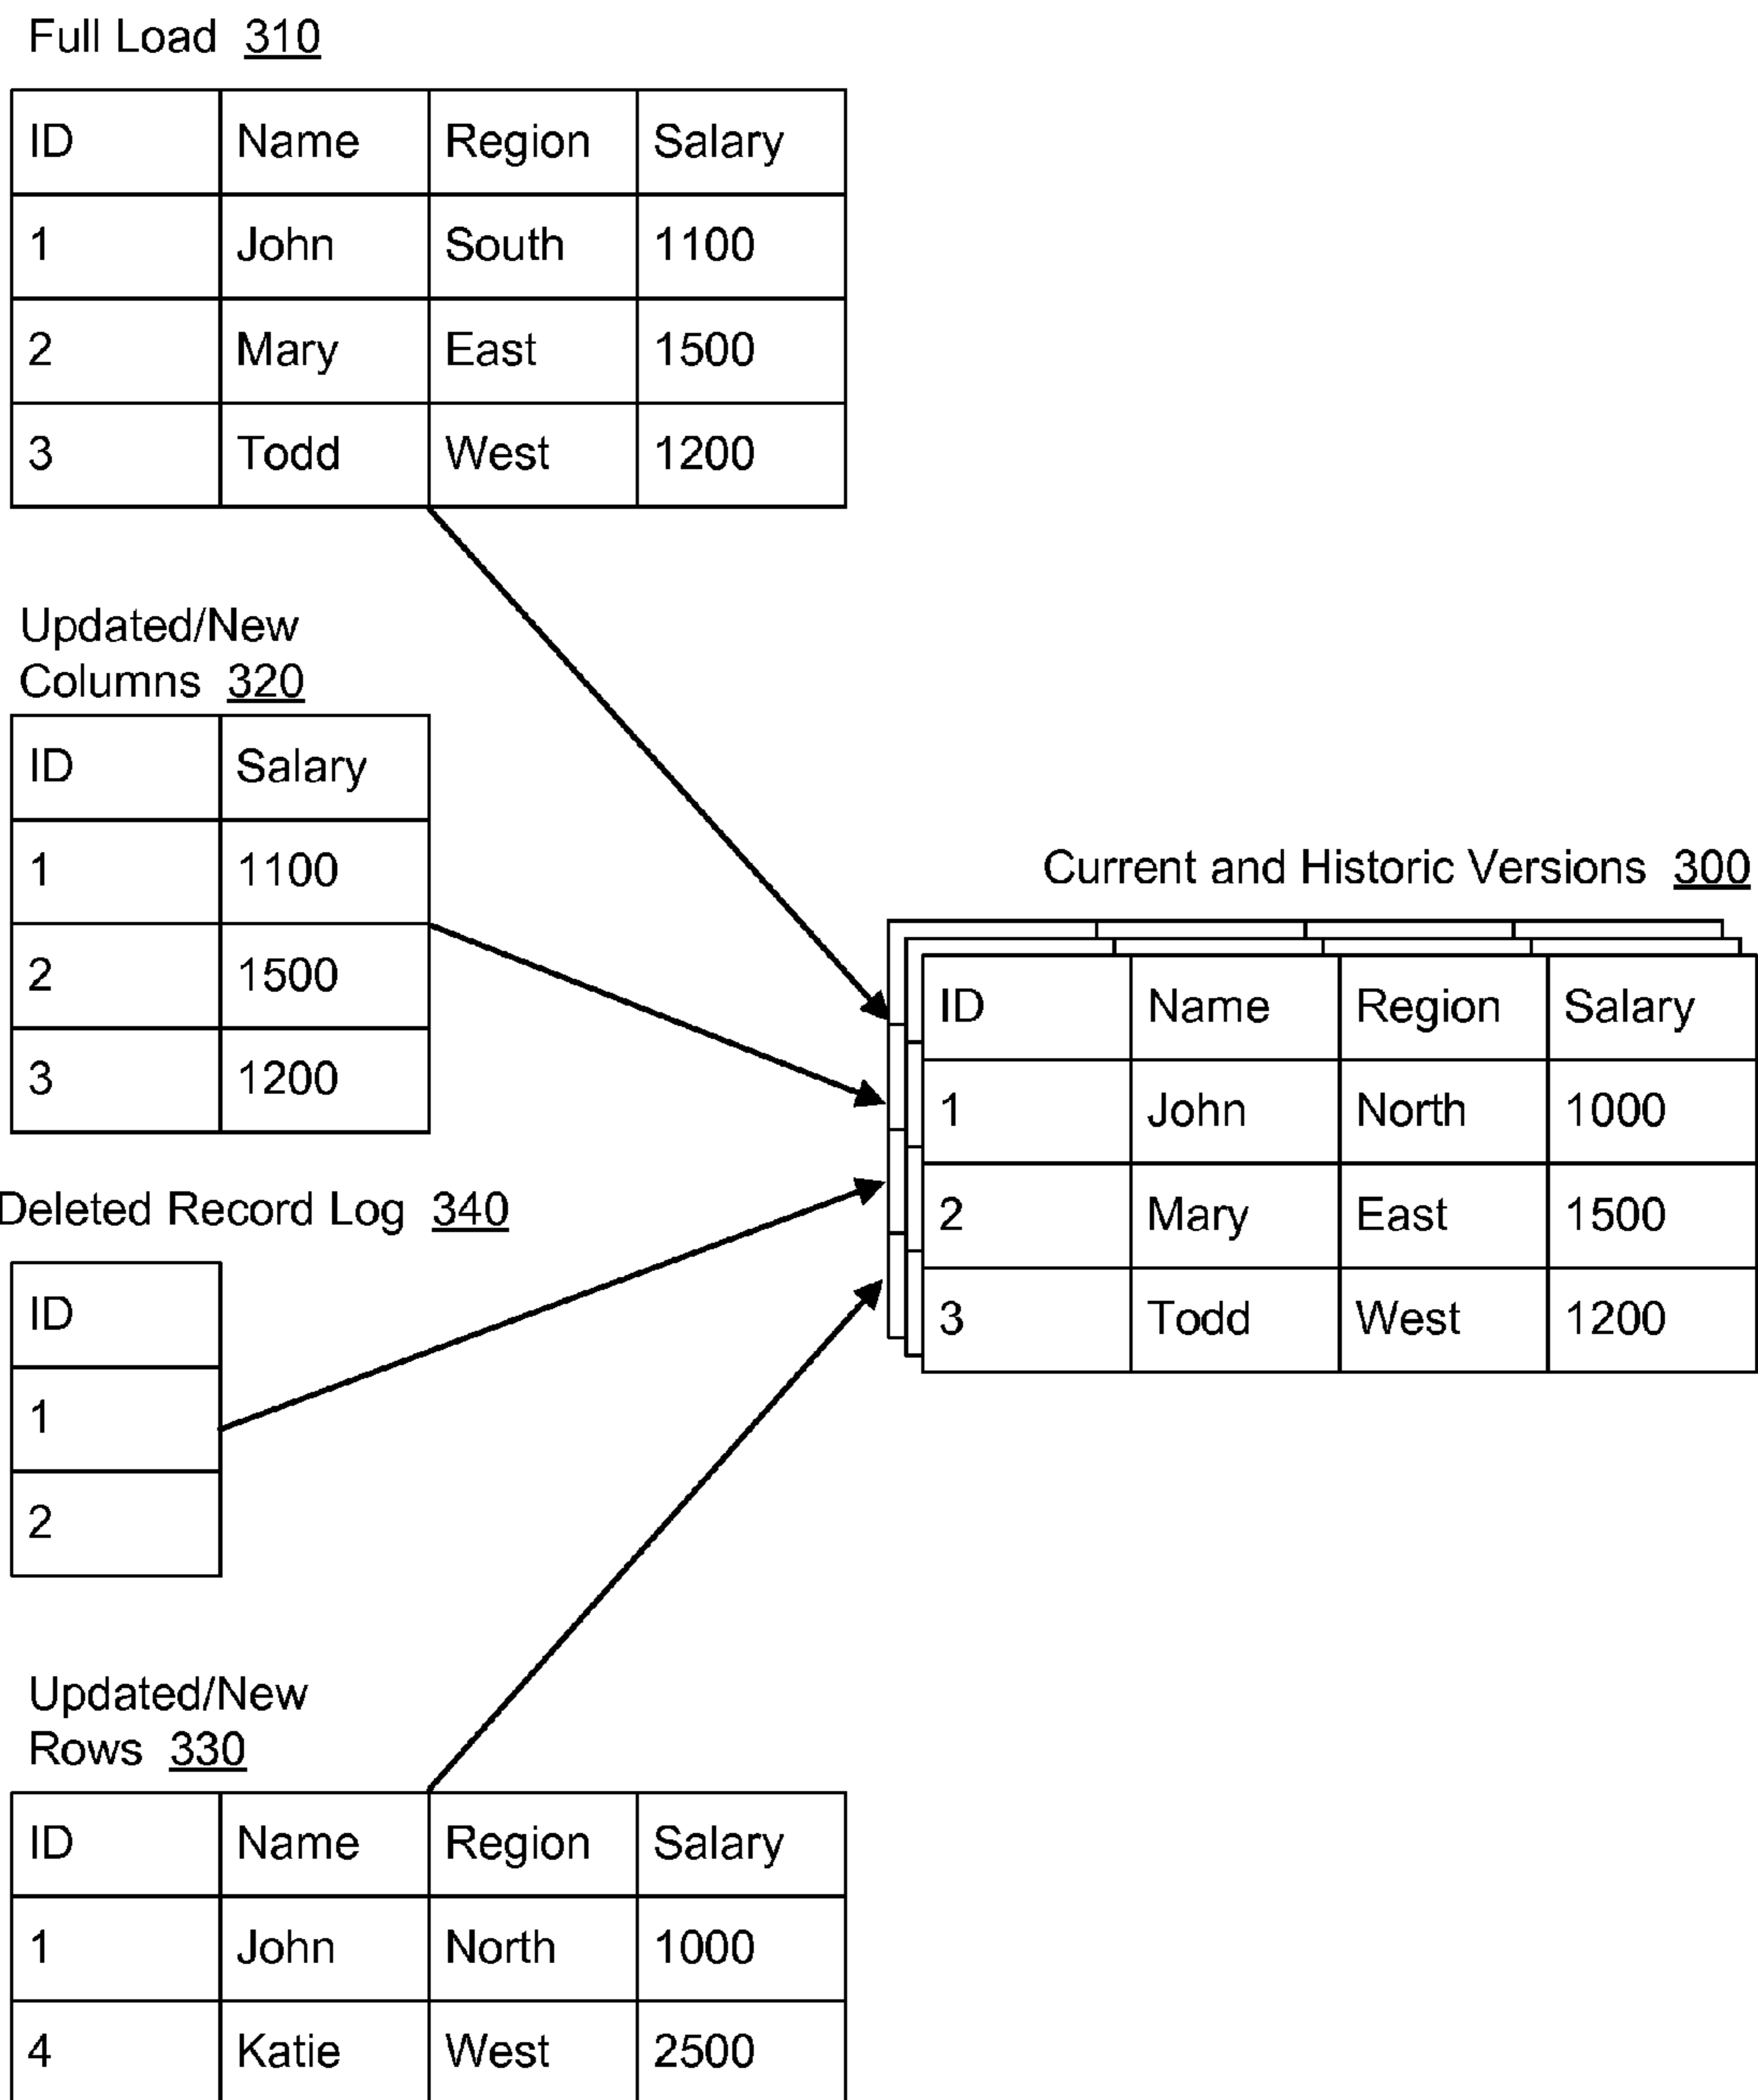 Full Load 310
ID Name Region Salary
1 John South 1100
2 Mary East 1500
3 Todd West 1200
Updated/New
Columns 320
ID Salary
1 1100
2 1500
3 1200
Current and Historic Versions 300
ID Name Region Salary
1 John North 1000
2 Mary East 1500
3 Todd West 1200
Deleted Record Log 340
ID
1
2
Updated/New
Rows 330
ID Name Region Salary
1 John North 1000
4 Katie West 2500